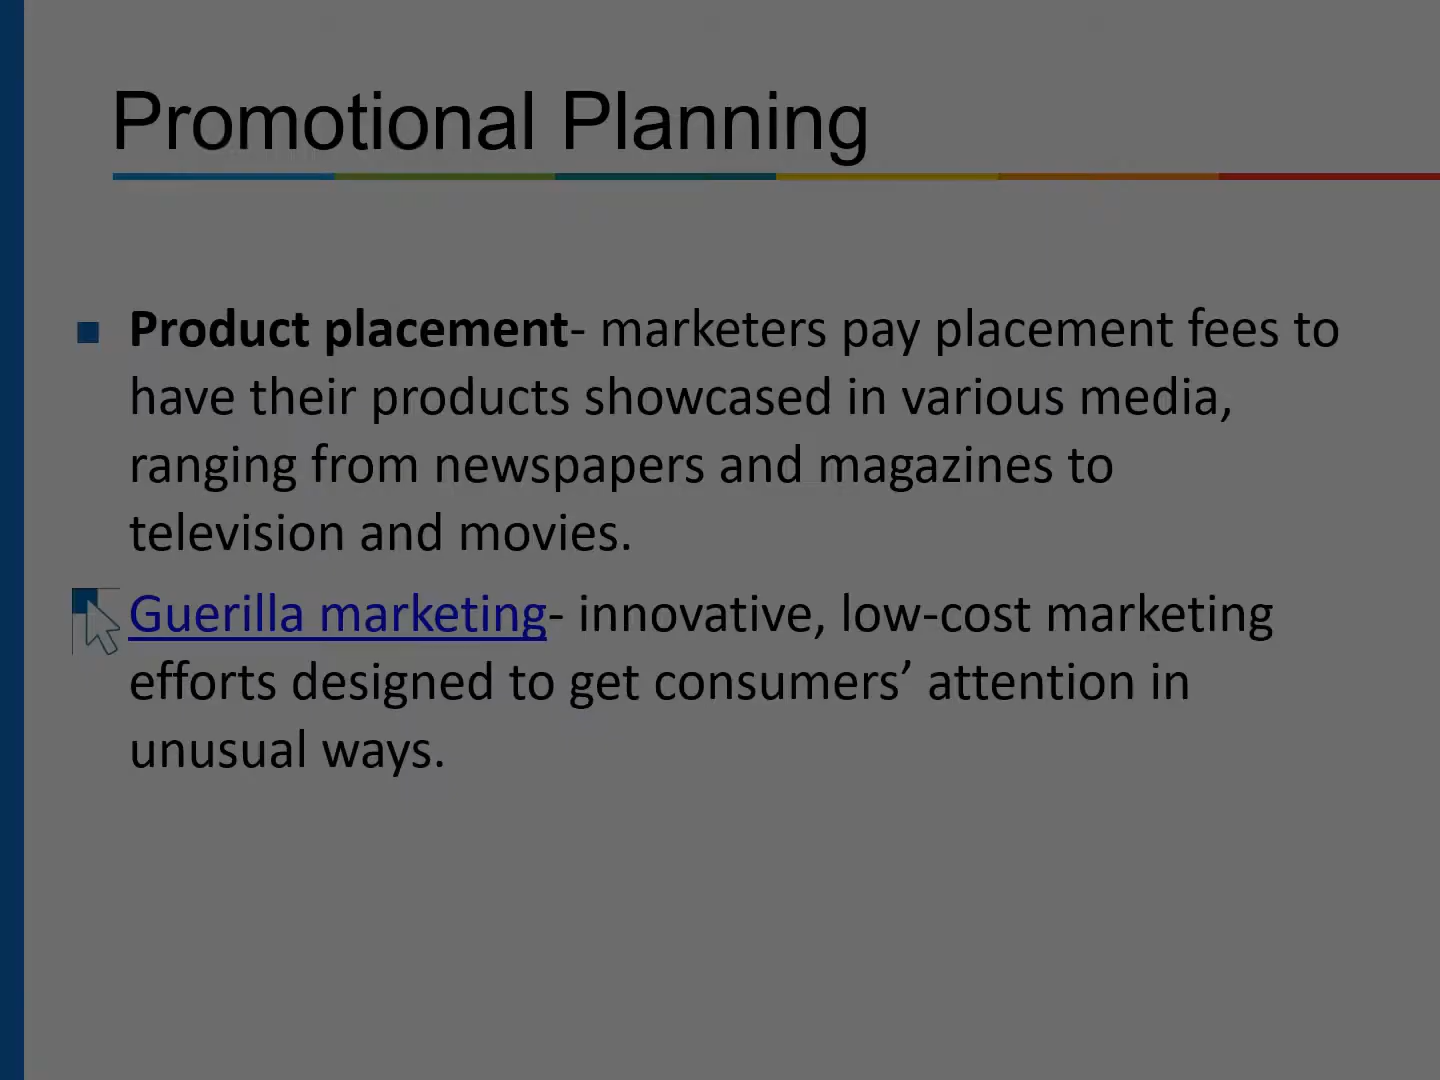 Promotional Planning
Product placement- marketers pay placement fees to
have their products showcased in various media,
ranging from newspapers and magazines to
television and movies.
Guerilla marketing- innovative, low-cost marketing
efforts designed to get consumers’ attention in
unusual ways.